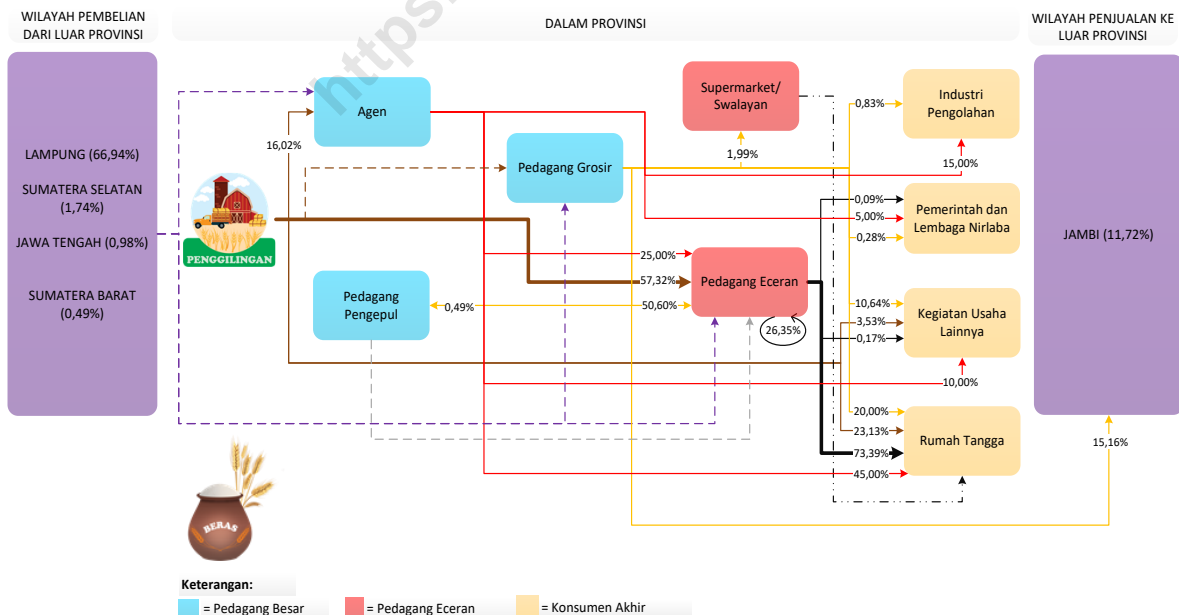 WILAYAH PEMBELIAN
DARI LUAR PROVINSI
DALAM PROVINSI
WILAYAH PENJUALAN KE
LUAR PROVINSI
https
LAMPUNG (66,94%)
SUMATERA SELATAN
(1,74%)
JAWA TENGAH (0,98%)
SUMATERA BARAT
(0,49%)
Agen
16,02%
PENGGILINGAN
Pedagang Grosir
Supermarket/
Swalayan
1,99%
Pedagang
Pengepul
0,49%
25,00%
57,32%
50,60%
Pedagang Eceran
26,35%
0,83%
Industri
Pengolahan
15,00%
0,09%
5,00%
0,28%
Pemerintah dan
Lembaga Nirlaba
10,64%
3,53%
0,17%
Kegiatan Usaha
Lainnya
10,00%
20,00%
23,13%
73,39%
45,00%
Rumah Tangga
JAMBI (11,72%)
15,16%
BERAS
Keterangan:
= Pedagang Besar
= Pedagang Eceran
= Konsumen Akhir